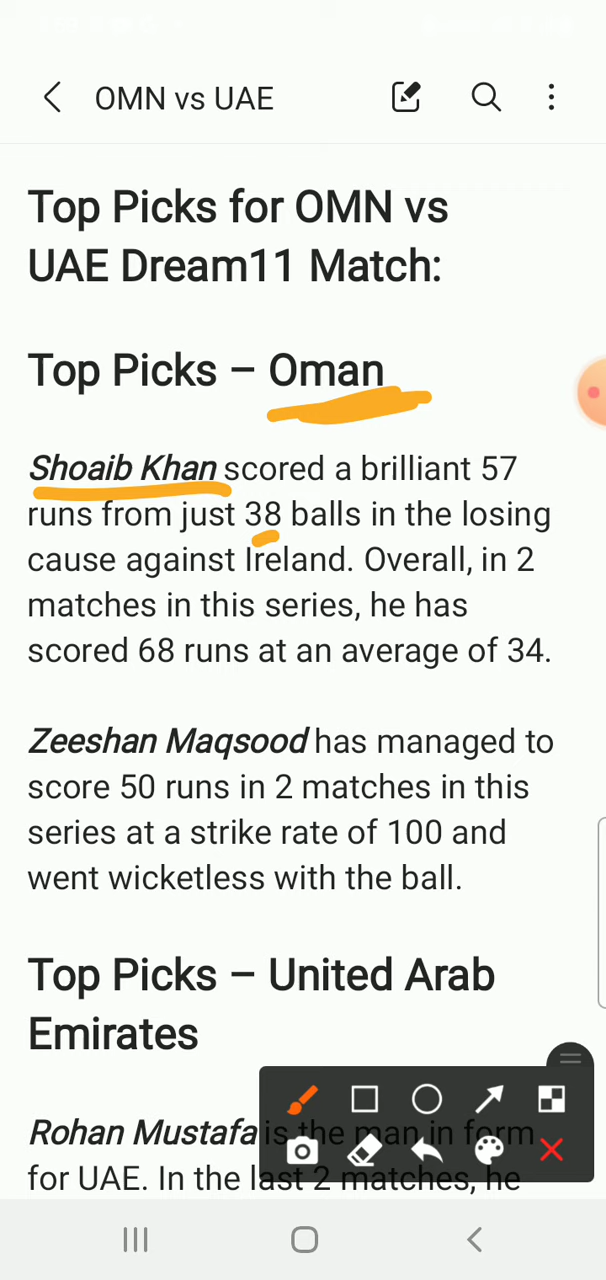 OMN vs UAE
Top Picks for OMN vs
UAE Dream11 Match:
Top Picks – Oman
Shoaib Khan scored a brilliant 57
runs from just 38 balls in the losing
cause against Ireland. Overall, in 2
matches in this series, he has
scored 68 runs at an average of 34.
Zeeshan Maqsood has managed to
score 50 runs in 2 matches in this
series at a strike rate of 100 and
went wicketless with the ball.
Top Picks – United Arab
Emirates
Rohan Mustafa is the man in form
for UAE. In the last 2 matches, he